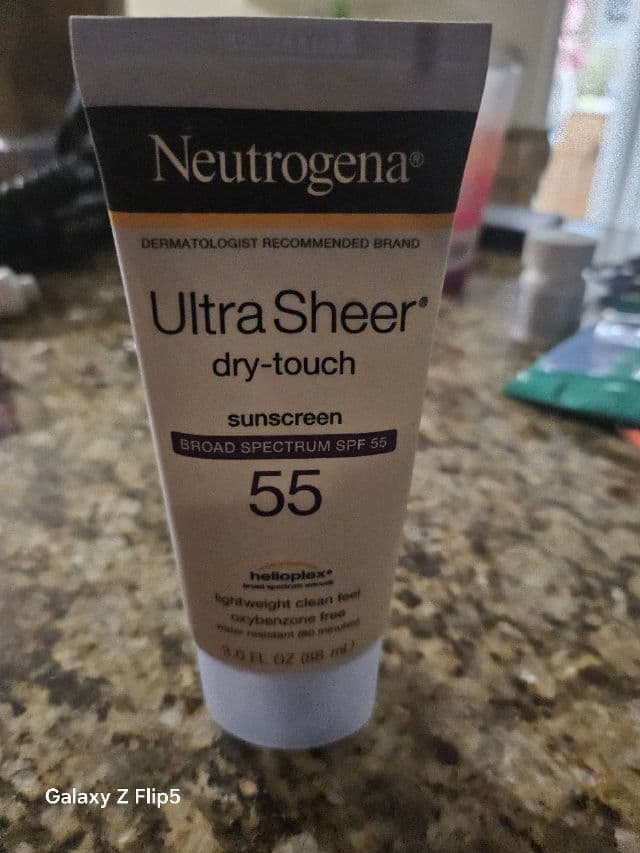 Neutrogena®
DERMATOLOGIST RECOMMENDED BRAND
Ultra Sheer®
dry-touch
sunscreen
BROAD SPECTRUM SPF 55
55
helioplex®
lightweight clean feel
oxybenzone free
water resistant (80 minutes)
3.0 FL. OZ (88 mL)
Galaxy Z Flip5